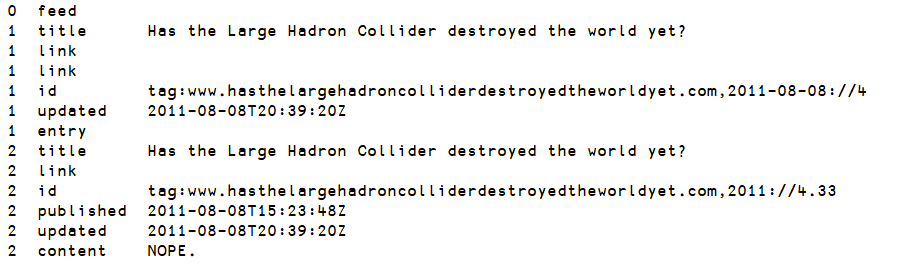 0  feed
1  title      Has the Large Hadron Collider destroyed the world yet?
1  link
1  link
1  id         tag:www.hasthelargehadroncolliderdestroyedtheworldyet.com,2011-08-08://4
1  updated    2011-08-08T20:39:20Z
1  entry
2  title      Has the Large Hadron Collider destroyed the world yet?
2  link
2  id         tag:www.hasthelargehadroncolliderdestroyedtheworldyet.com,2011://4.33
2  published  2011-08-08T15:23:48Z
2  updated    2011-08-08T20:39:20Z
2  content    NOPE.